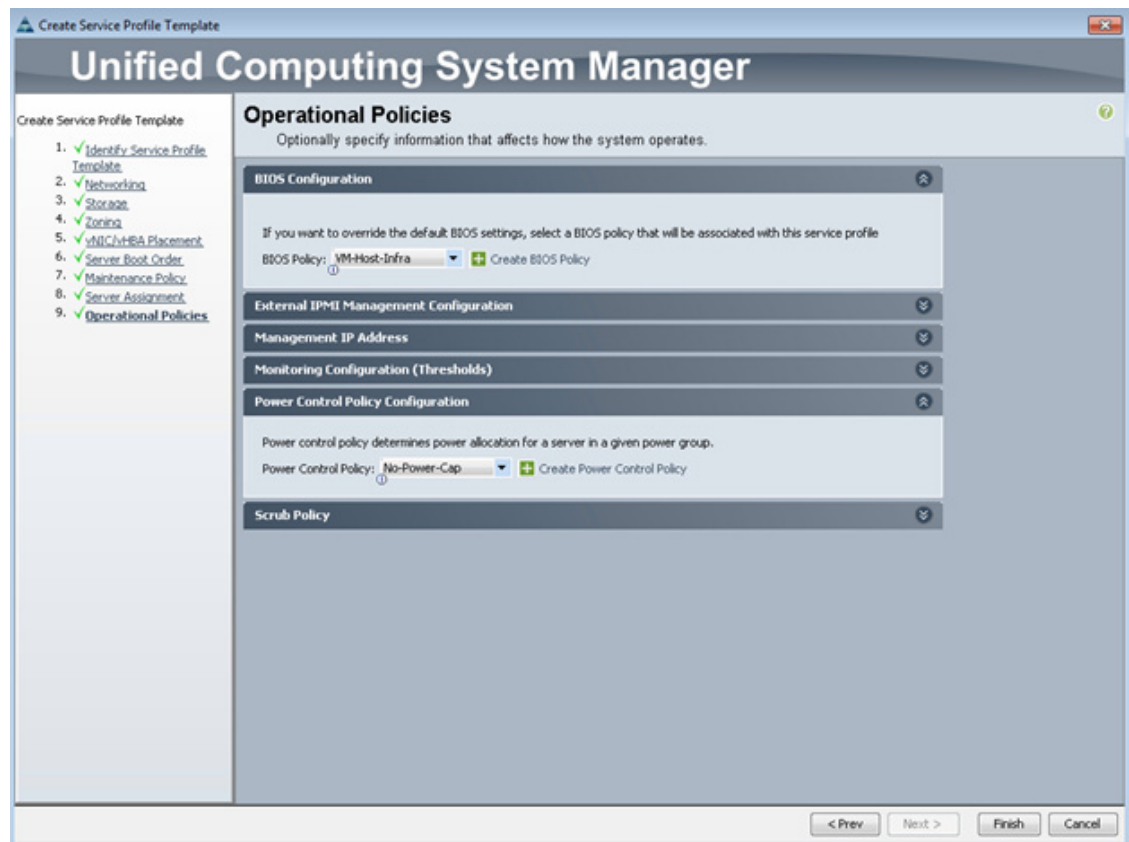 Create Service Profile Template
Unified Computing System Manager
Create Service Profile Template
1. Identify Service Profile
Template
2. Networking
3. Storage
4. Zoning
5. vNIC/vHBA Placement
6. Server Boot Order
7. Maintenance Policy
8. Server Assignment
9. Operational Policies
Operational Policies
Optionally specify information that affects how the system operates.
BIOS Configuration
If you want to override the default BIOS settings, select a BIOS policy that will be associated with this service profile
BIOS Policy: VM-Host-Infra Create BIOS Policy
External IPMI Management Configuration
Management IP Address
Monitoring Configuration (Thresholds)
Power Control Policy Configuration
Power control policy determines power allocation for a server in a given power group.
Power Control Policy: No-Power-Cap Create Power Control Policy
Scrub Policy
< Prev Next > Finish Cancel